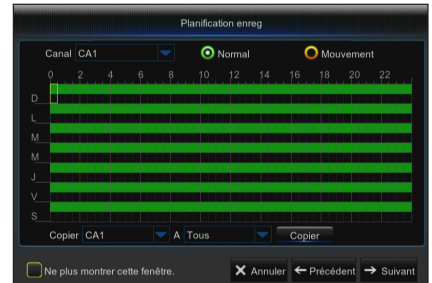 Planification enreg
Canal CA1 Normal Mouvement
0 2 4 6 8 10 12 14 16 18 20 22
D
L
M
M
J
V
S
Copier CA1 A Tous Copier
Ne plus montrer cette fenêtre. Annuler Précédent Suivant